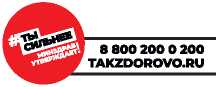 #ТЫ
СИЛЬНЕЕ
МИНЗДРАВ
УТВЕРЖДАЕТ!
8 800 200 0 200
TAKZDOROVO.RU